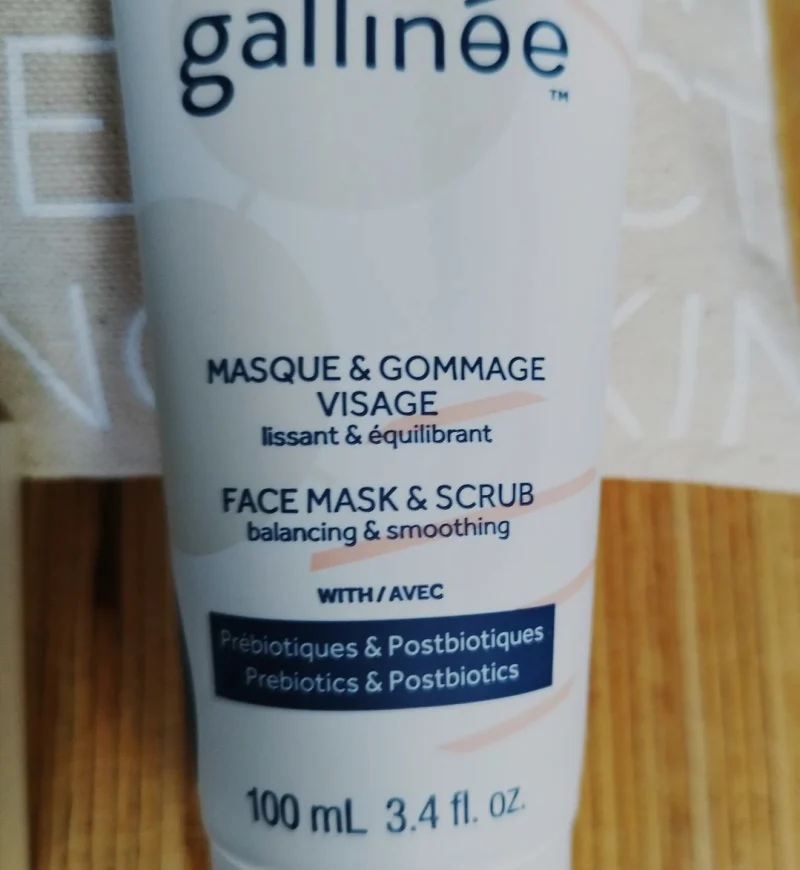 gallinée
™
MASQUE & GOMMAGE
VISAGE
lissant & équilibrant
FACE MASK & SCRUB
balancing & smoothing
WITH / AVEC
Prébiotiques & Postbiotiques
Prebiotics & Postbiotics
100 mL 3.4 fl. oz.